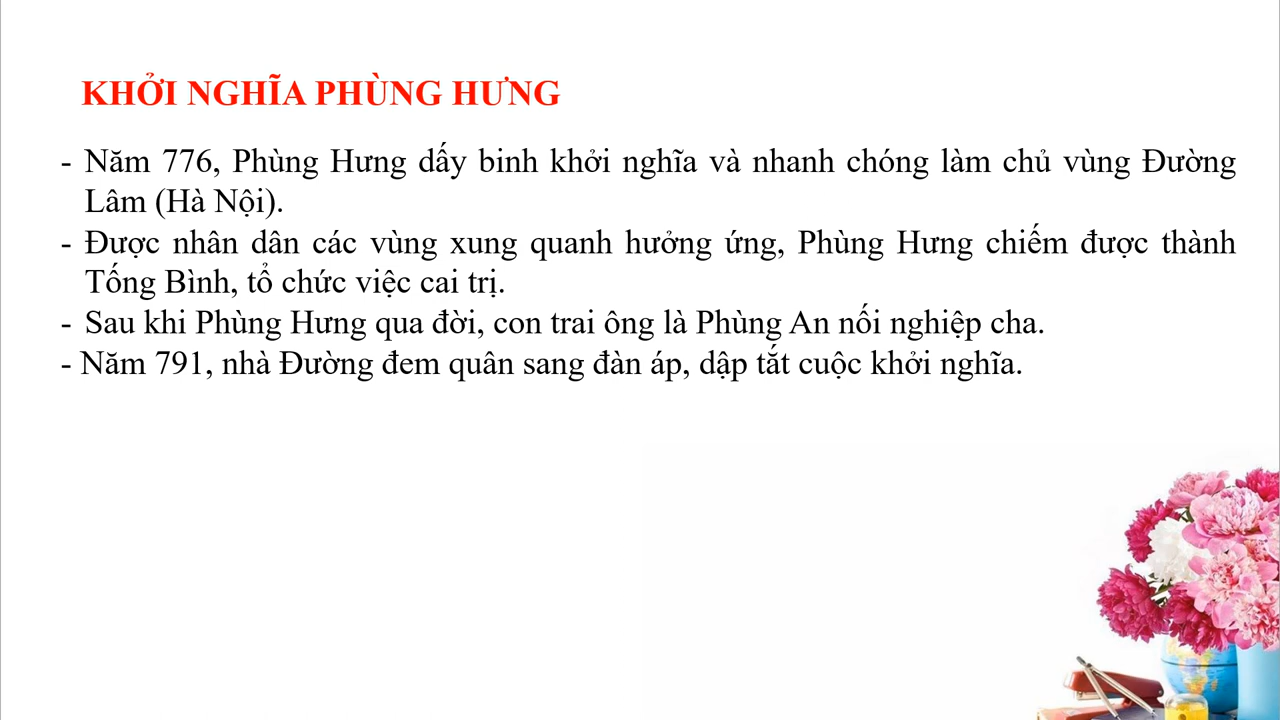 KHỞI NGHĨA PHÙNG HƯNG
- Năm 776, Phùng Hưng dấy binh khởi nghĩa và nhanh chóng làm chủ vùng Đường
Lâm (Hà Nội).
- Được nhân dân các vùng xung quanh hưởng ứng, Phùng Hưng chiếm được thành
Tống Bình, tổ chức việc cai trị.
- Sau khi Phùng Hưng qua đời, con trai ông là Phùng An nối nghiệp cha.
- Năm 791, nhà Đường đem quân sang đàn áp, dập tắt cuộc khởi nghĩa.